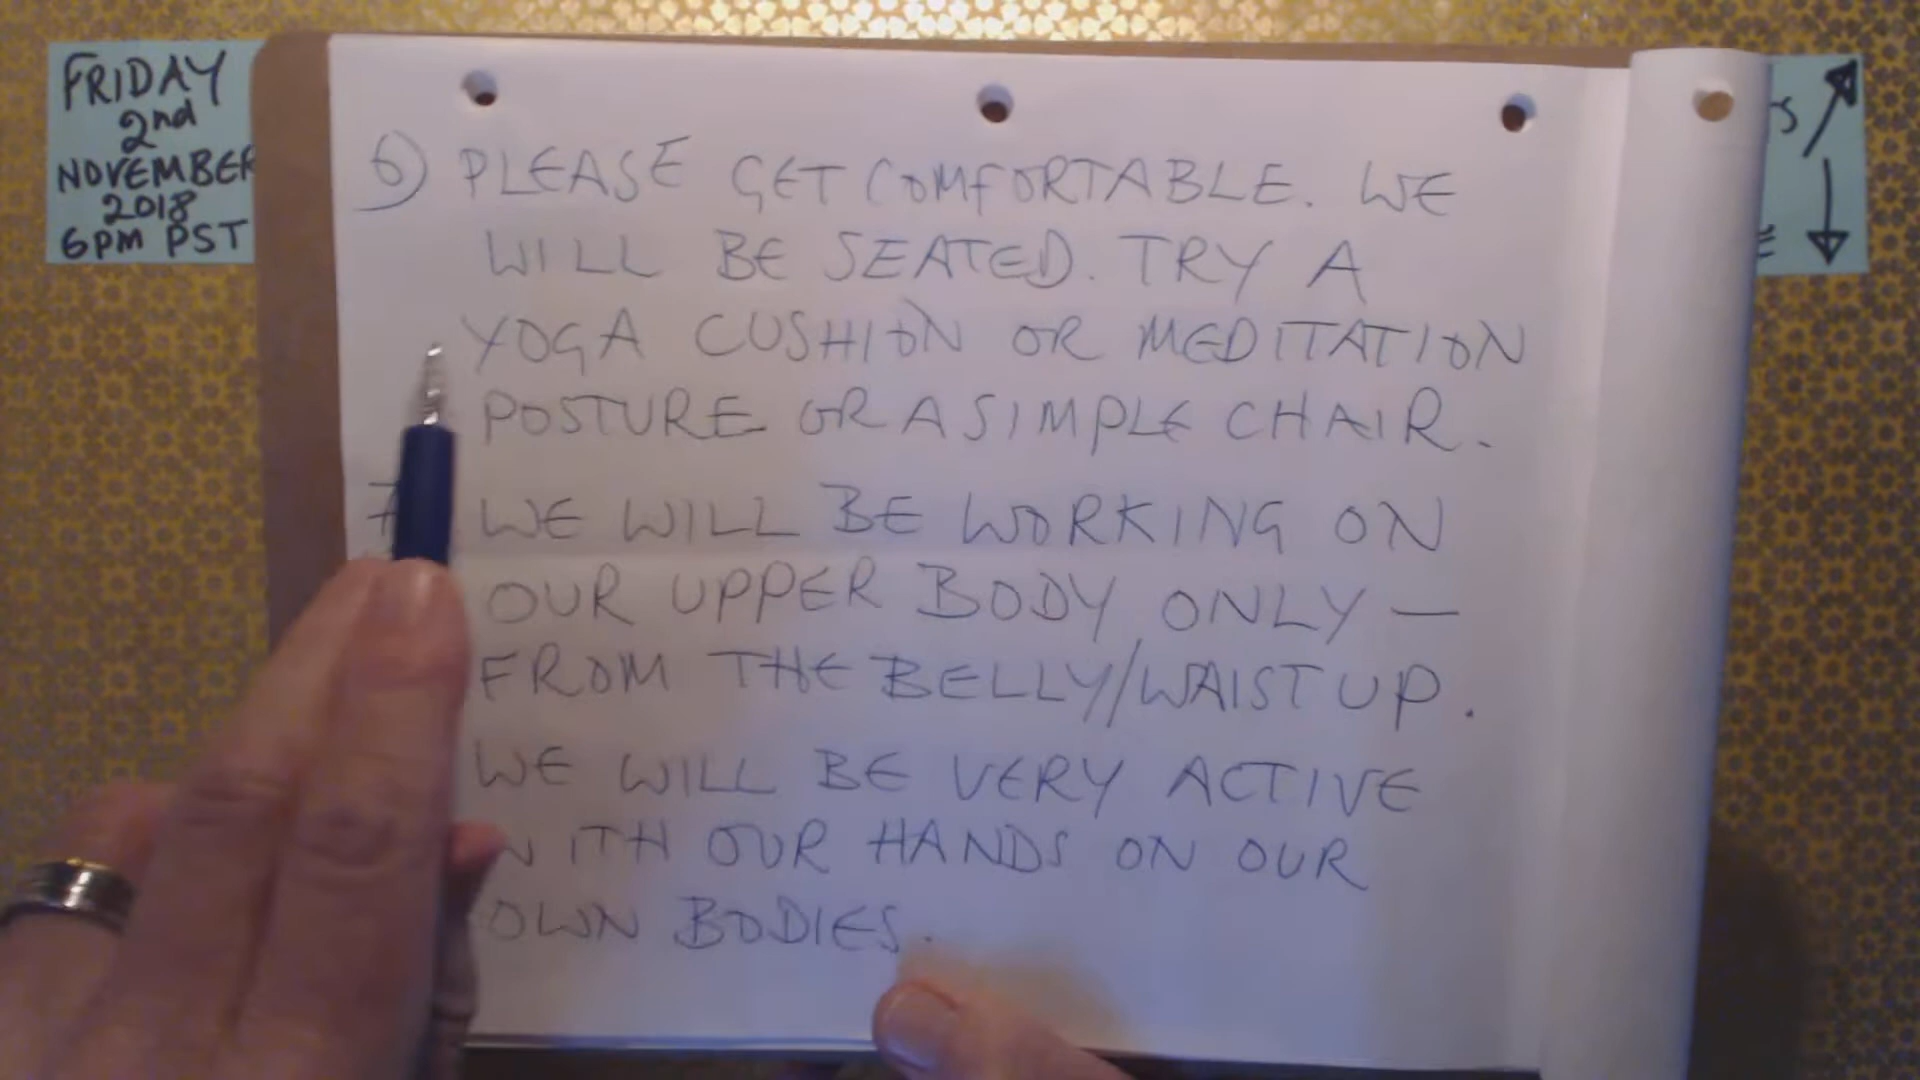 FRIDAY
2nd
NOVEMBER
2018
6PM PST
6) PLEASE GET COMFORTABLE. WE
WILL BE SEATED. TRY A
YOGA CUSHION OR MEDITATION
POSTURE OR A SIMPLE CHAIR.
7. WE WILL BE WORKING ON
OUR UPPER BODY ONLY —
FROM THE BELLY/WAIST UP.
WE WILL BE VERY ACTIVE
WITH OUR HANDS ON OUR
OWN BODIES.